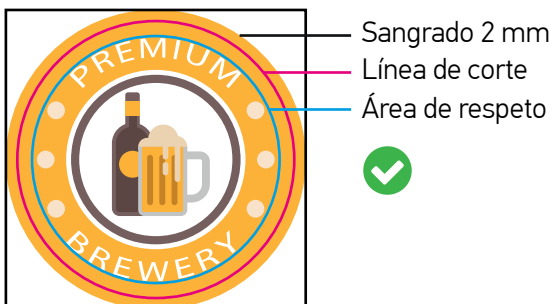 PREMIUM
BREWERY
Sangrado 2 mm
Línea de corte
Área de respeto